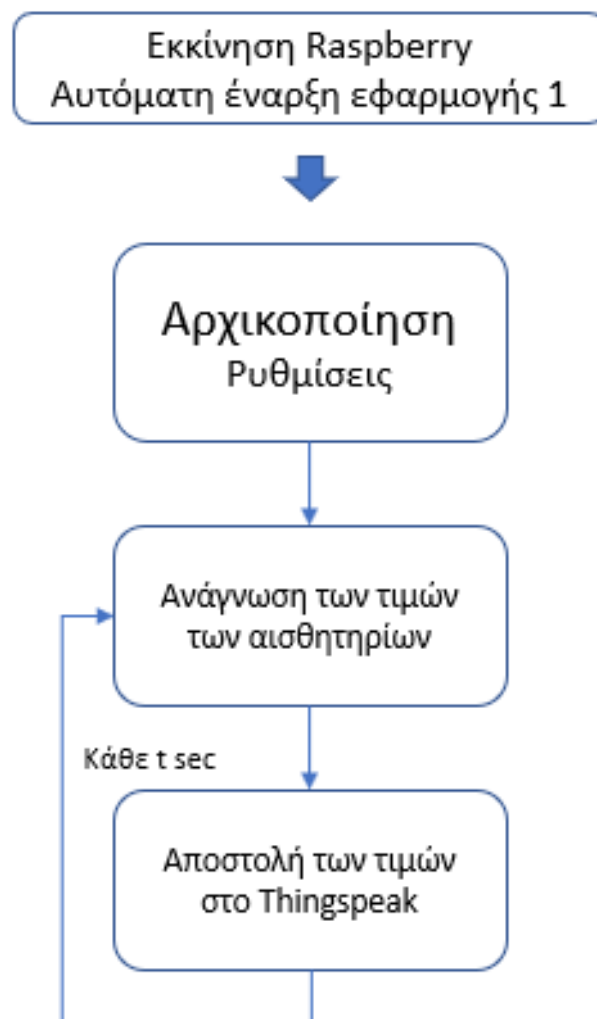 Εκκίνηση Raspberry
Αυτόματη έναρξη εφαρμογής 1
Αρχικοποίηση
Ρυθμίσεις
Ανάγνωση των τιμών
των αισθητηρίων
Κάθε t sec
Αποστολή των τιμών
στο Thingspeak